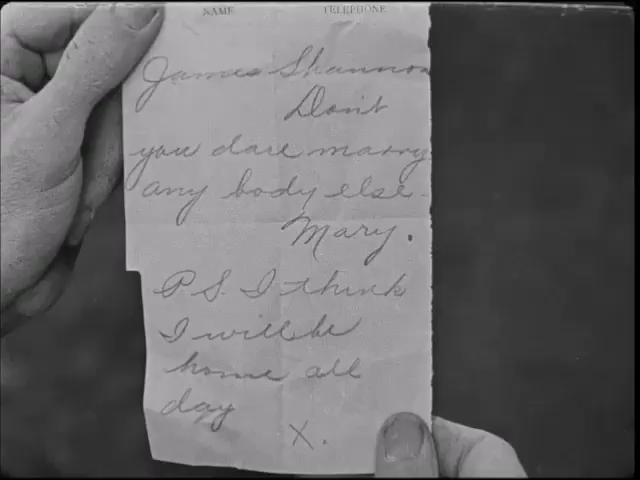 NAME TELEPHONE
James Shannon
Don't
you dare marry
any body else.
Mary.
P.S. I think
I will be
home all
day
X.